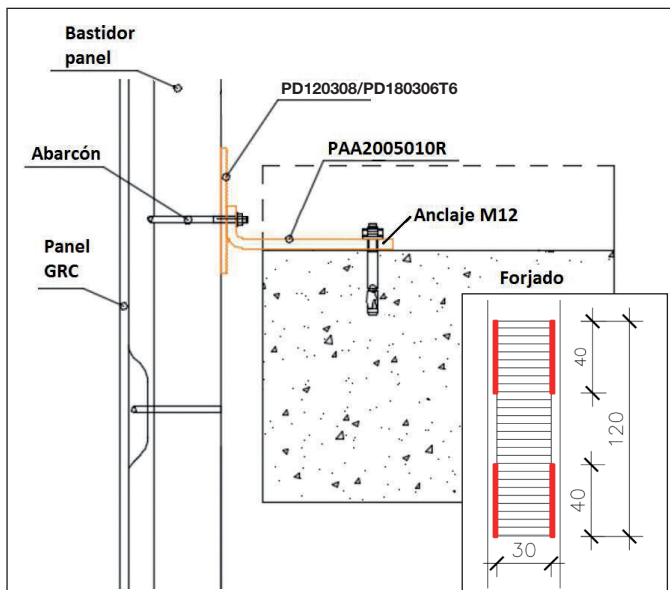 Bastidor
panel
PD120308/PD180306T6
Abarcón
PAA2005010R
Anclaje M12
Panel
GRC
Forjado
40
120
40
30